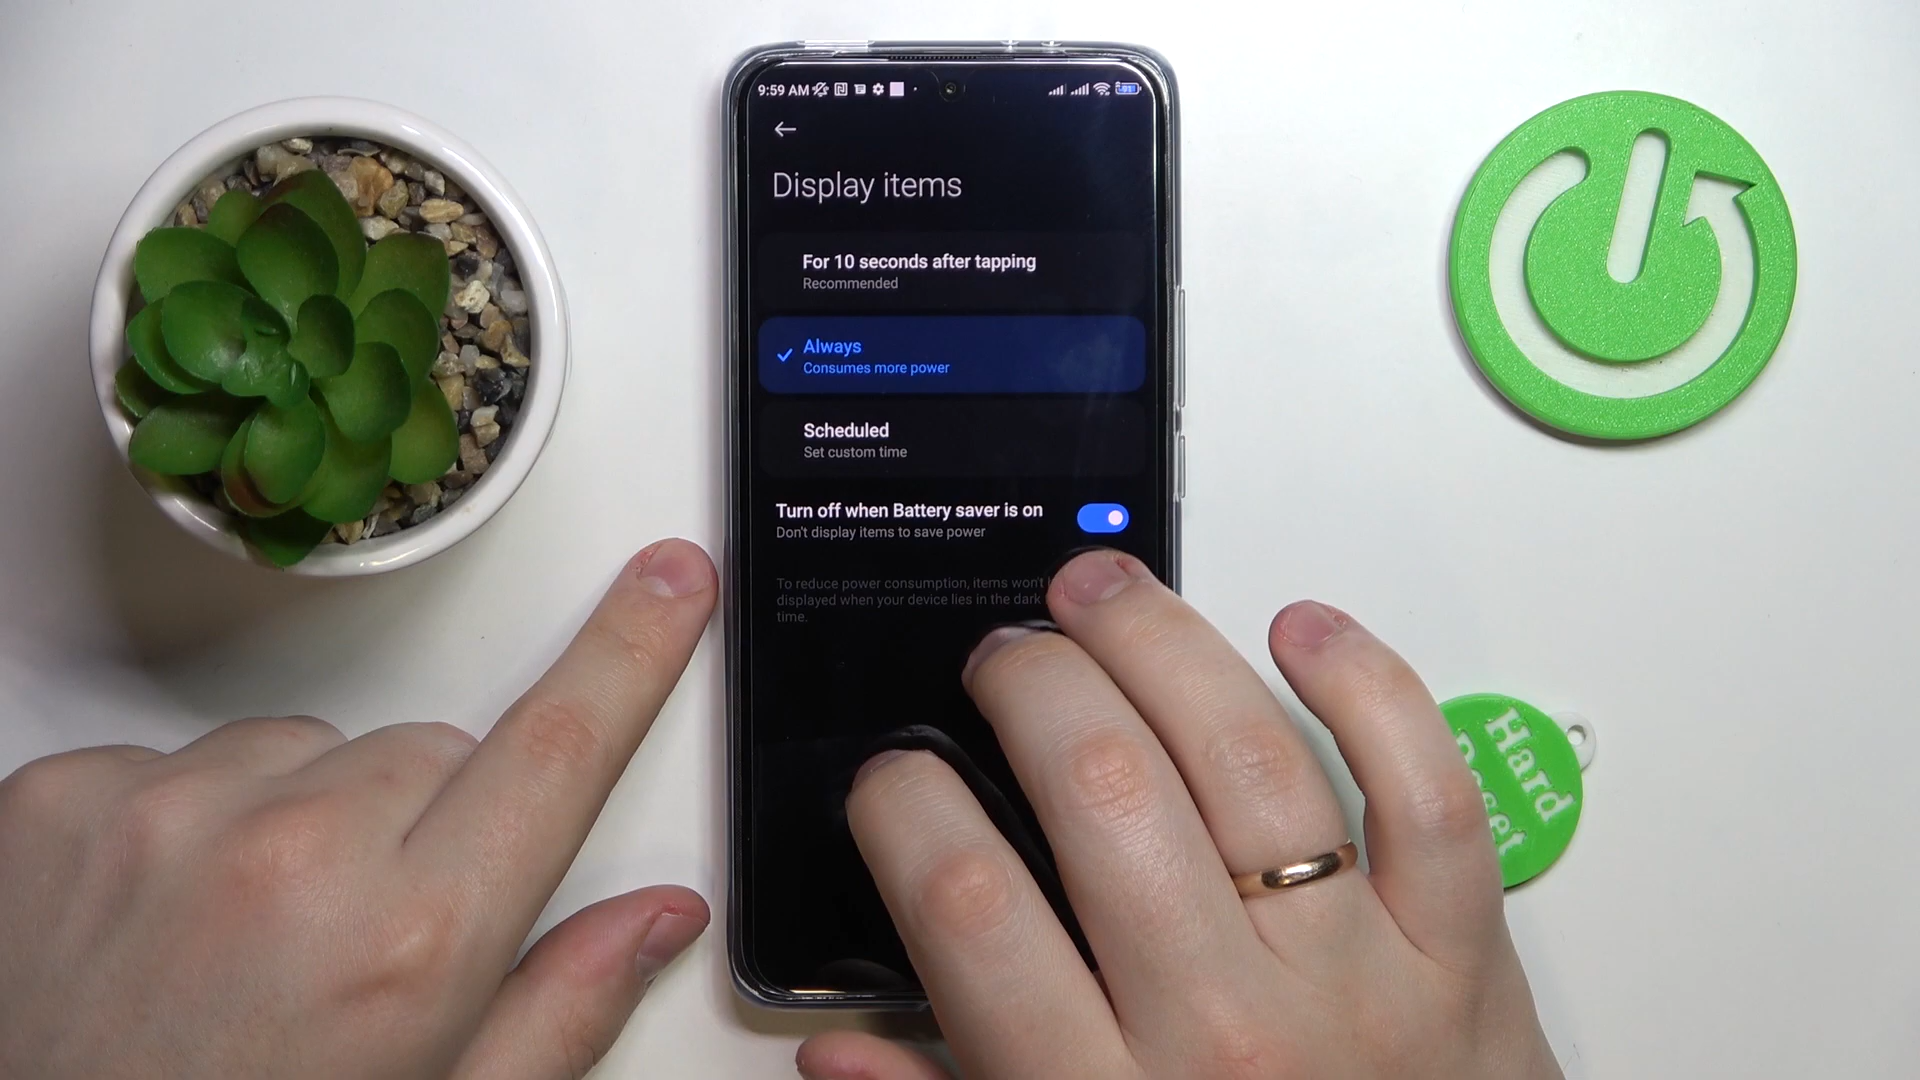 9:59 AM
91
Display items
For 10 seconds after tapping
Recommended
Always
Consumes more power
Scheduled
Set custom time
Turn off when Battery saver is on
Don't display items to save power
To reduce power consumption, items won't
displayed when your device lies in the dark
time.
Hard
Reset